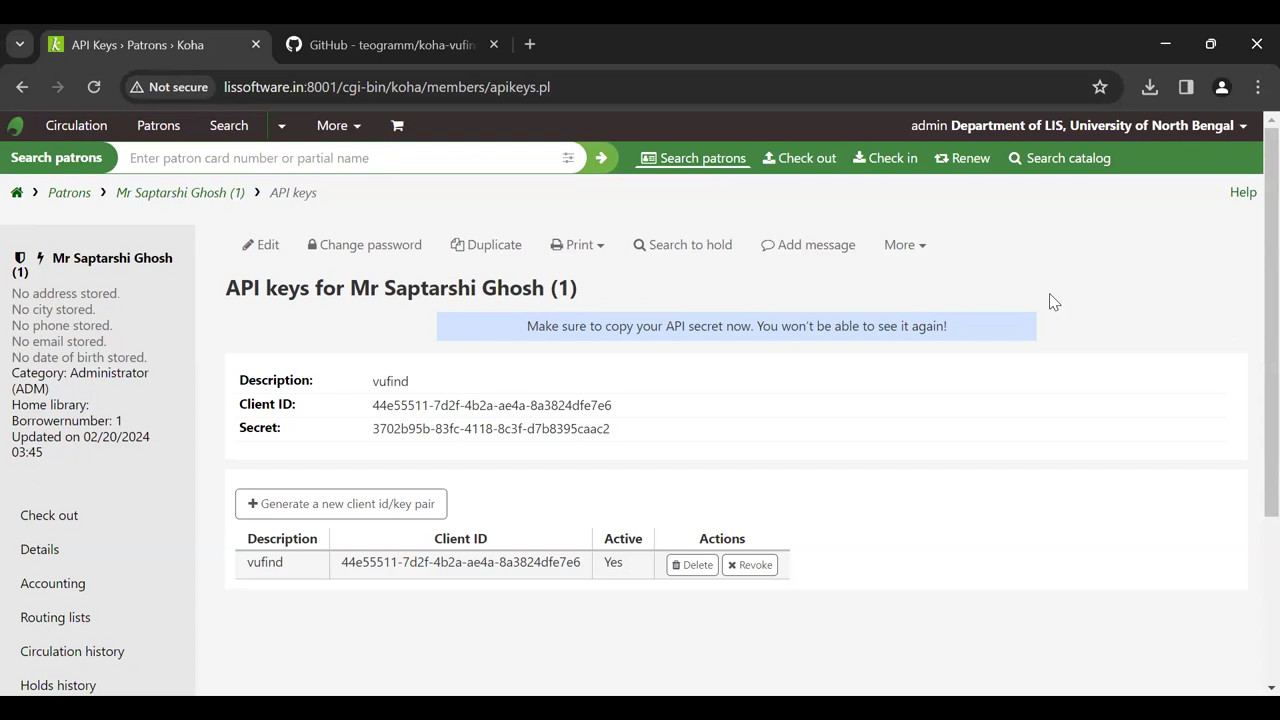 API Keys › Patrons › Koha
GitHub - teogramm/koha-vufin
Not secure lissoftware.in:8001/cgi-bin/koha/members/apikeys.pl
Circulation Patrons Search More admin Department of LIS, University of North Bengal
Search patrons Enter patron card number or partial name Search patrons Check out Check in Renew Search catalog
Patrons Mr Saptarshi Ghosh (1) API keys Help
Edit Change password Duplicate Print Search to hold Add message More
Mr Saptarshi Ghosh
(1)
No address stored.
No city stored.
No phone stored.
No email stored.
No date of birth stored.
Category: Administrator
(ADM)
Home library:
Borrowernumber: 1
Updated on 02/20/2024
03:45
Check out
Details
Accounting
Routing lists
Circulation history
Holds history
API keys for Mr Saptarshi Ghosh (1)
Make sure to copy your API secret now. You won't be able to see it again!
Description: vufind
Client ID: 44e55511-7d2f-4b2a-ae4a-8a3824dfe7e6
Secret: 3702b95b-83fc-4118-8c3f-d7b8395caac2
Generate a new client id/key pair
Description Client ID Active Actions
vufind 44e55511-7d2f-4b2a-ae4a-8a3824dfe7e6 Yes Delete Revoke